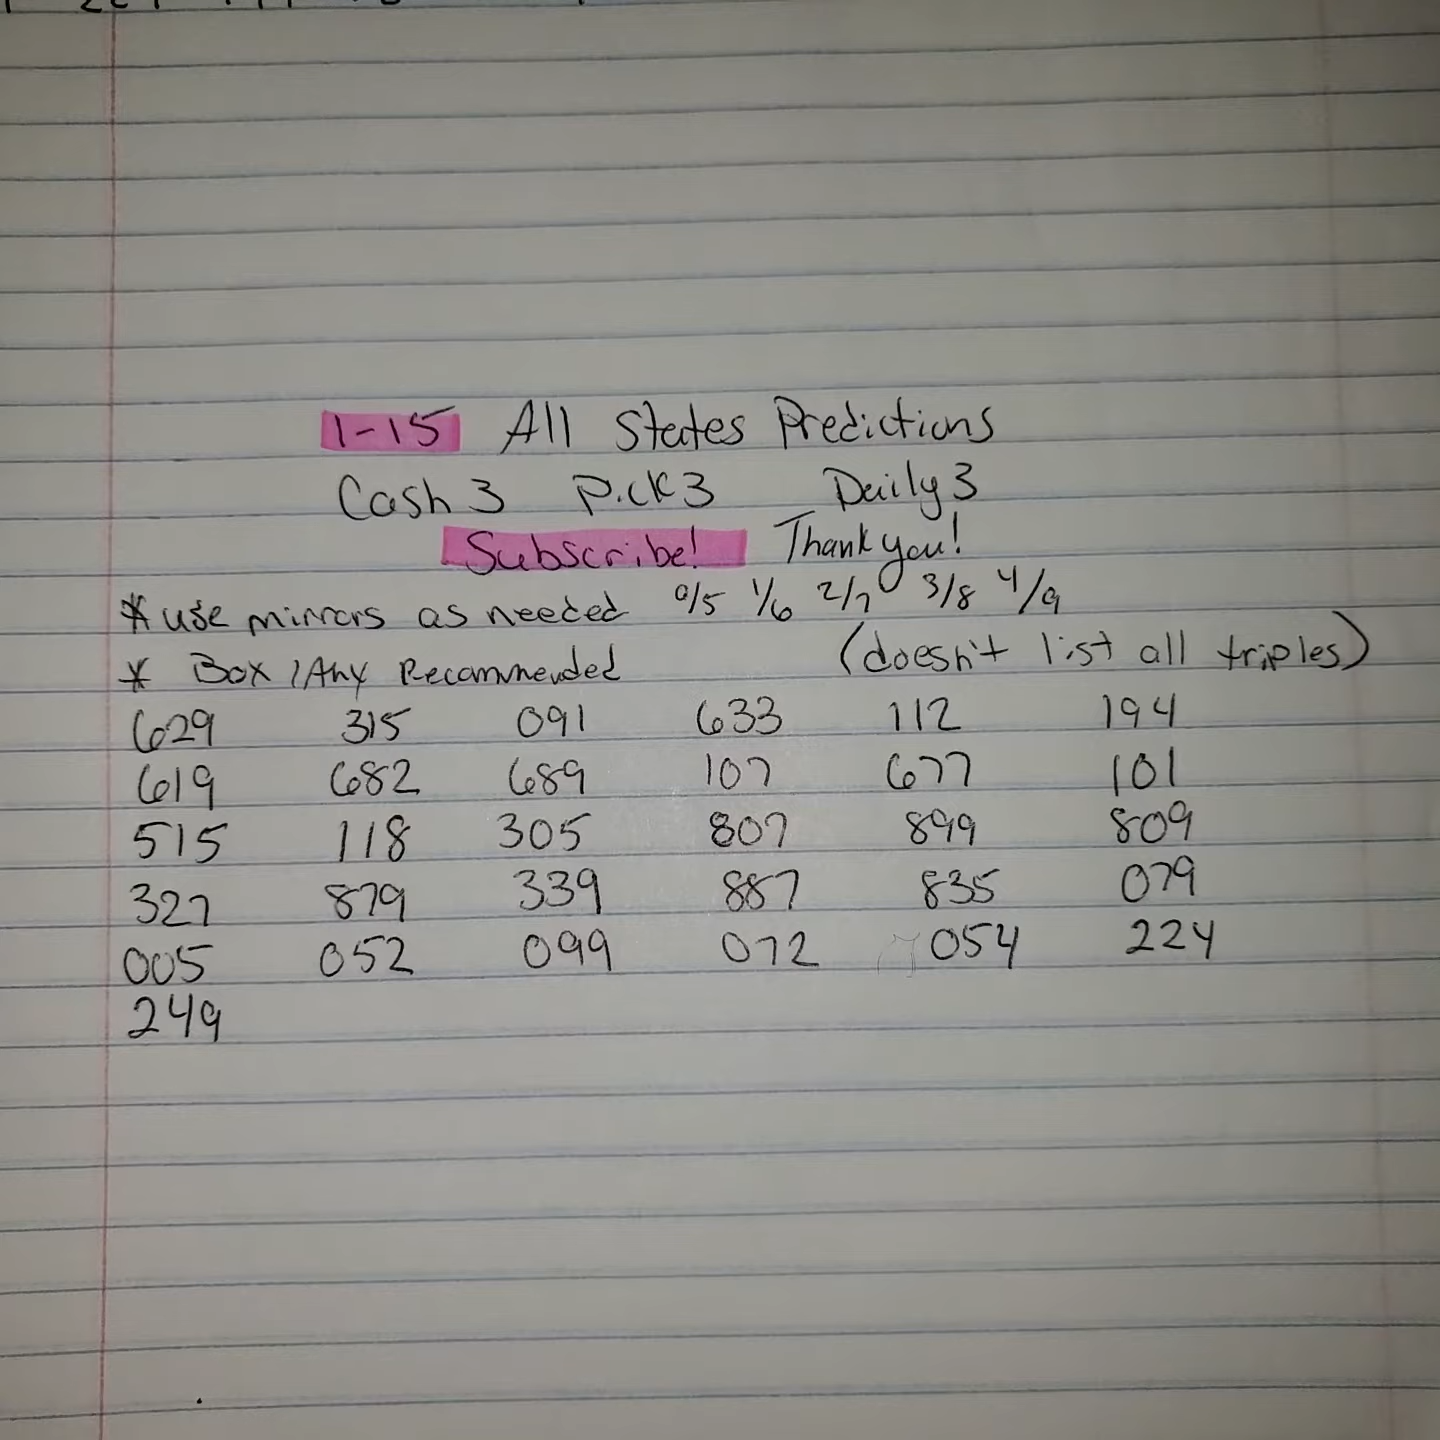 1-15 All States Predictions
Cash 3 Pick 3 Daily 3
Subscribe! Thank you!
* use mirrors as needed 0/5 1/6 2/7 3/8 4/9
* Box / Any Recommended (doesn't list all triples)
629 315 091 633 112 194
619 682 689 107 677 101
515 118 305 807 899 809
327 879 339 887 835 079
005 052 099 072 054 224
249